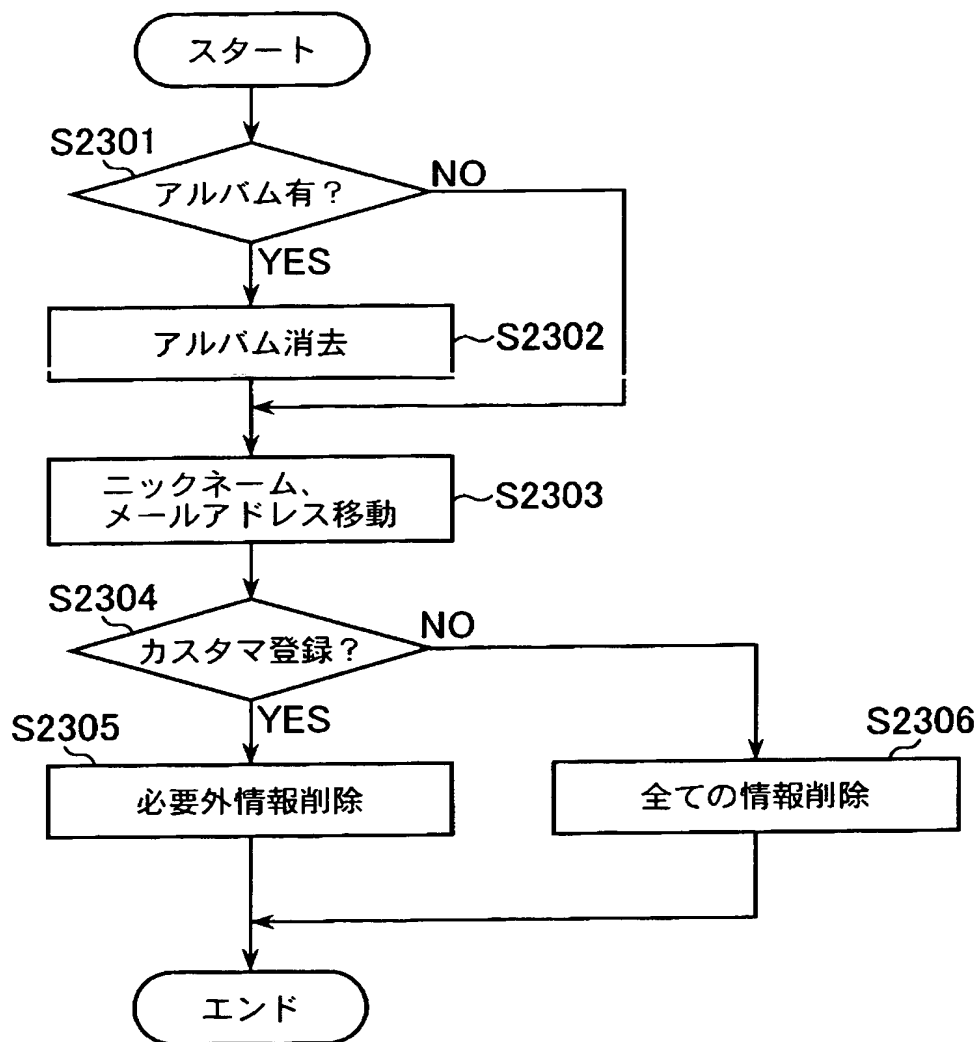 スタート
S2301
アルバム有?
NO
YES
アルバム消去
S2302
ニックネーム、
メールアドレス移動
S2303
S2304
カスタマ登録?
NO
YES
S2305
必要外情報削除
S2306
全ての情報削除
エンド